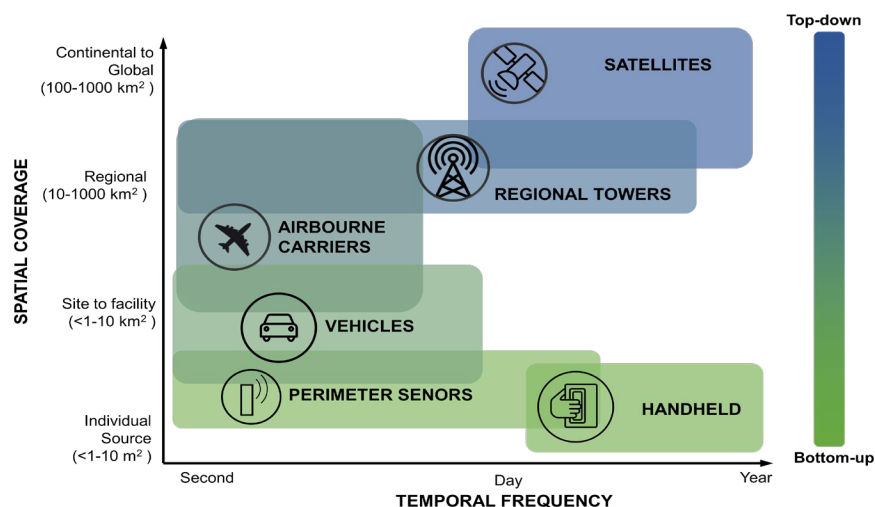 Top-down
Continental to
Global
(100-1000 km² )
SATELLITES
Regional
(10-1000 km² )
REGIONAL TOWERS
AIRBOURNE
CARRIERS
SPATIAL COVERAGE
Site to facility
(<1-10 km² )
VEHICLES
PERIMETER SENORS
HANDHELD
Individual
Source
(<1-10 m² )
Bottom-up
Second
Day
Year
TEMPORAL FREQUENCY